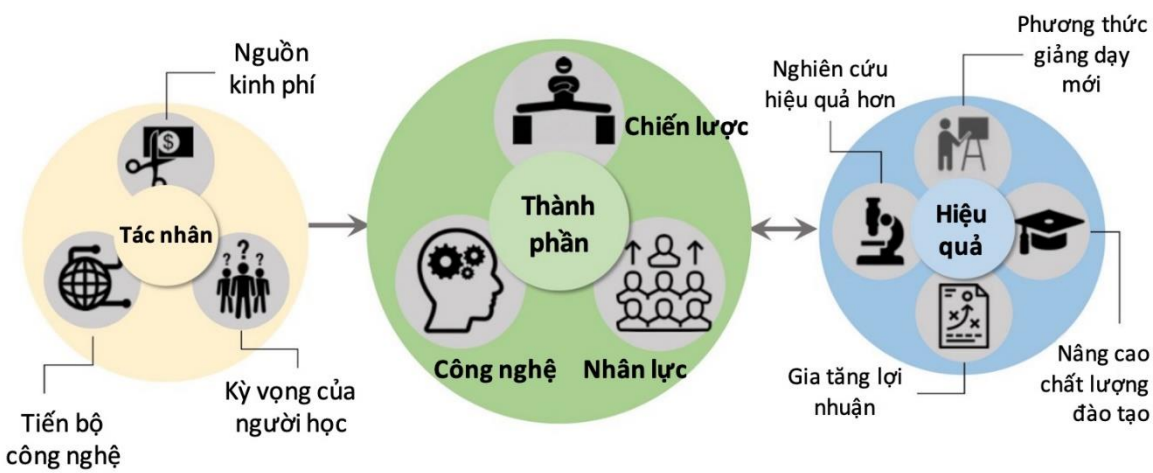 Nguồn
kinh phí
Tác nhân
Tiến bộ
công nghệ
Kỳ vọng của
người học
Chiến lược
Thành
phần
Công nghệ
Nhân lực
Phương thức
giảng dạy
mới
Nghiên cứu
hiệu quả hơn
Hiệu
quả
Gia tăng lợi
nhuận
Nâng cao
chất lượng
đào tạo